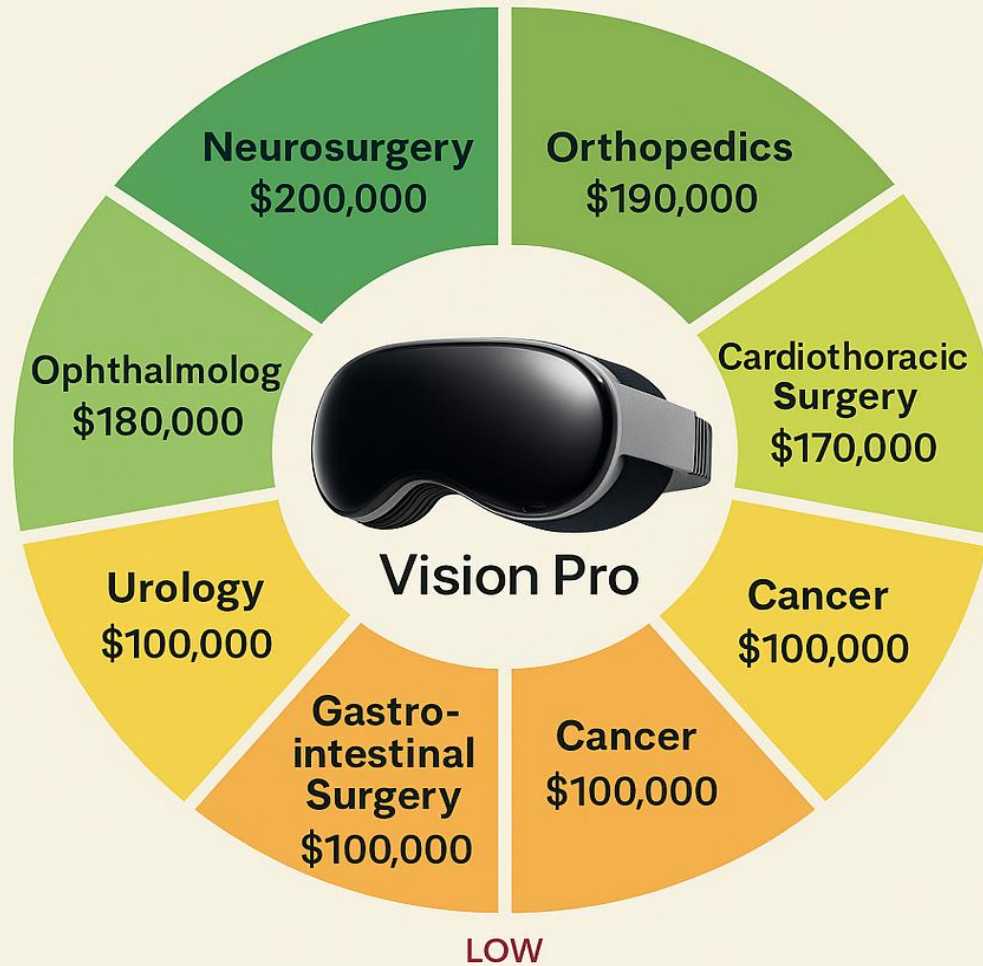 Neurosurgery
$200,000
Orthopedics
$190,000
Ophthalmolog
$180,000
Cardiothoracic
Surgery
$170,000
Vision Pro
Urology
$100,000
Cancer
$100,000
Gastro-
intestinal
Surgery
$100,000
Cancer
$100,000
LOW